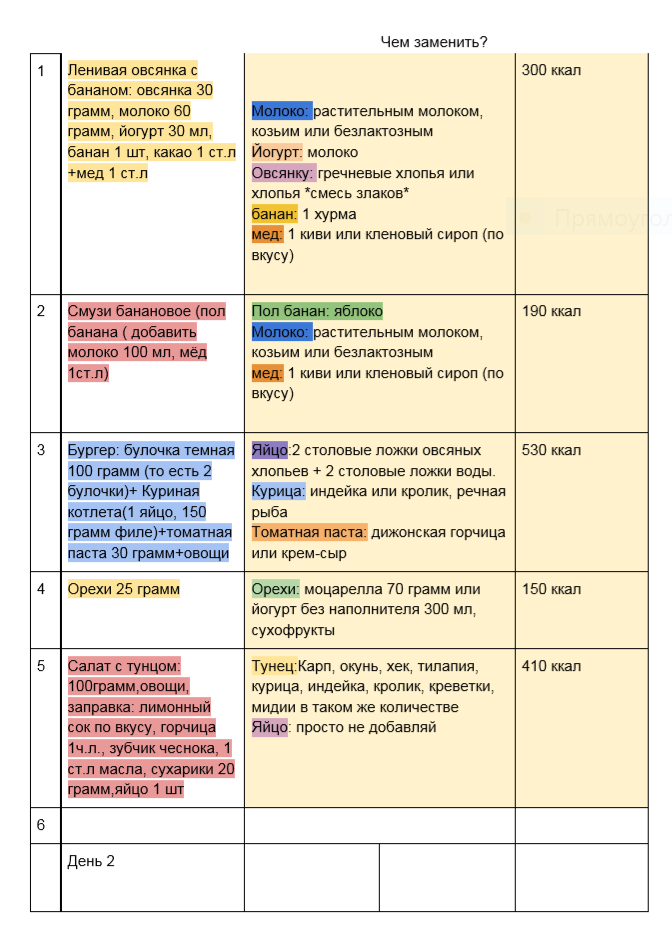 Чем заменить?
1
Ленивая овсянка с
бананом: овсянка 30
грамм, молоко 60
грамм, йогурт 30 мл,
банан 1 шт, какао 1 ст.л
+мед 1 ст.л
Молоко: растительным молоком,
козьим или безлактозным
Йогурт: молоко
Овсянку: гречневые хлопья или
хлопья *смесь злаков*
банан: 1 хурма
мед: 1 киви или кленовый сироп (по
вкусу)
300 ккал
Прямоугол
2
Смузи банановое (пол
банана ( добавить
молоко 100 мл, мёд
1ст.л)
Пол банан: яблоко
Молоко: растительным молоком,
козьим или безлактозным
мед: 1 киви или кленовый сироп (по
вкусу)
190 ккал
3
Бургер: булочка темная
100 грамм (то есть 2
булочки)+ Куриная
котлета(1 яйцо, 150
грамм филе)+томатная
паста 30 грамм+овощи
Яйцо:2 столовые ложки овсяных
хлопьев + 2 столовые ложки воды.
Курица: индейка или кролик, речная
рыба
Томатная паста: дижонская горчица
или крем-сыр
530 ккал
4
Орехи 25 грамм
Орехи: моцарелла 70 грамм или
йогурт без наполнителя 300 мл,
сухофрукты
150 ккал
5
Салат с тунцом:
100грамм,овощи,
заправка: лимонный
сок по вкусу, горчица
1ч.л., зубчик чеснока, 1
ст.л масла, сухарики 20
грамм,яйцо 1 шт
Тунец:Карп, окунь, хек, тилапия,
курица, индейка, кролик, креветки,
мидии в таком же количестве
Яйцо: просто не добавляй
410 ккал
6
День 2